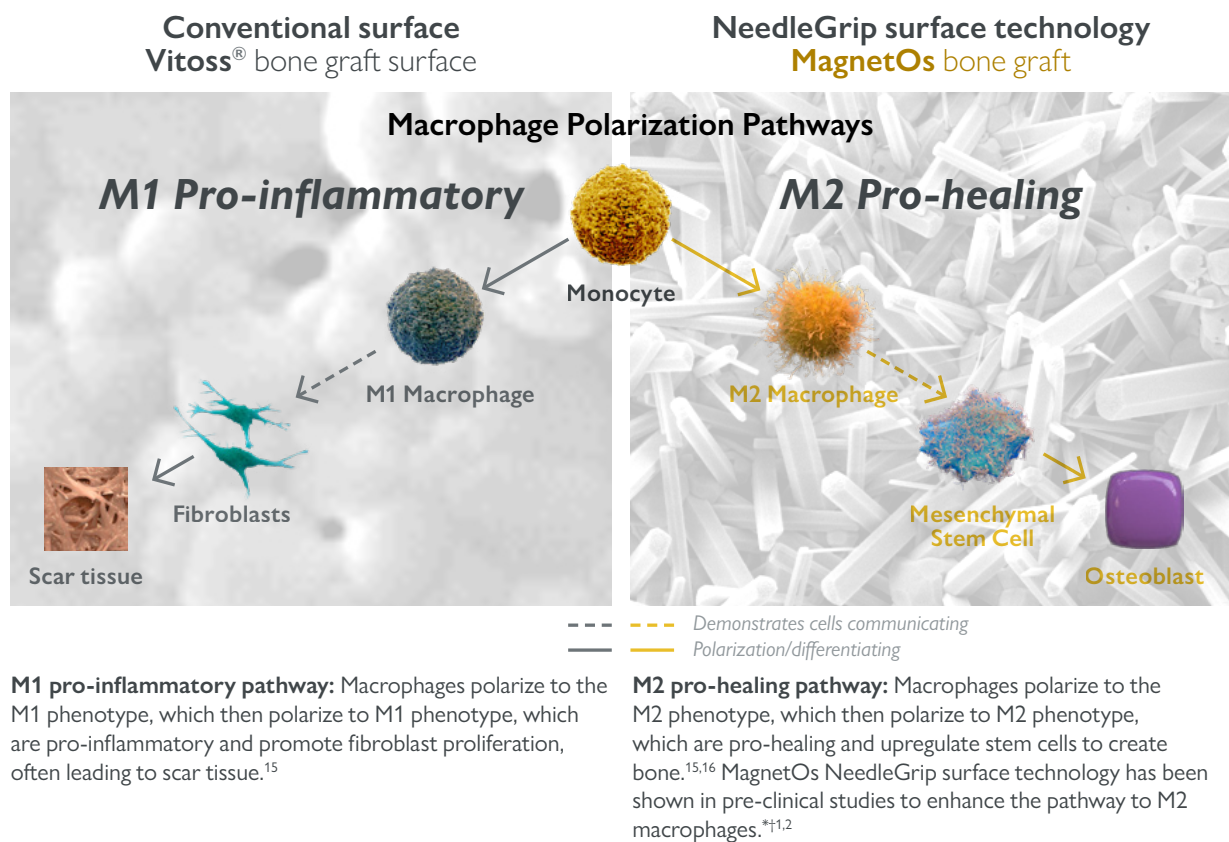 Conventional surface
Vitoss® bone graft surface
NeedleGrip surface technology
MagnetOs bone graft
Macrophage Polarization Pathways
M1 Pro-inflammatory
M2 Pro-healing
Monocyte
M1 Macrophage
M2 Macrophage
Fibroblasts
Scar tissue
Mesenchymal
Stem Cell
Osteoblast
Demonstrates cells communicating
Polarization/differentiating
M1 pro-inflammatory pathway: Macrophages polarize to the
M1 phenotype, which then polarize to M1 phenotype, which
are pro-inflammatory and promote fibroblast proliferation,
often leading to scar tissue.15
M2 pro-healing pathway: Macrophages polarize to the
M2 phenotype, which then polarize to M2 phenotype,
which are pro-healing and upregulate stem cells to create
bone.15,16 MagnetOs NeedleGrip surface technology has been
shown in pre-clinical studies to enhance the pathway to M2
macrophages.*†1,2